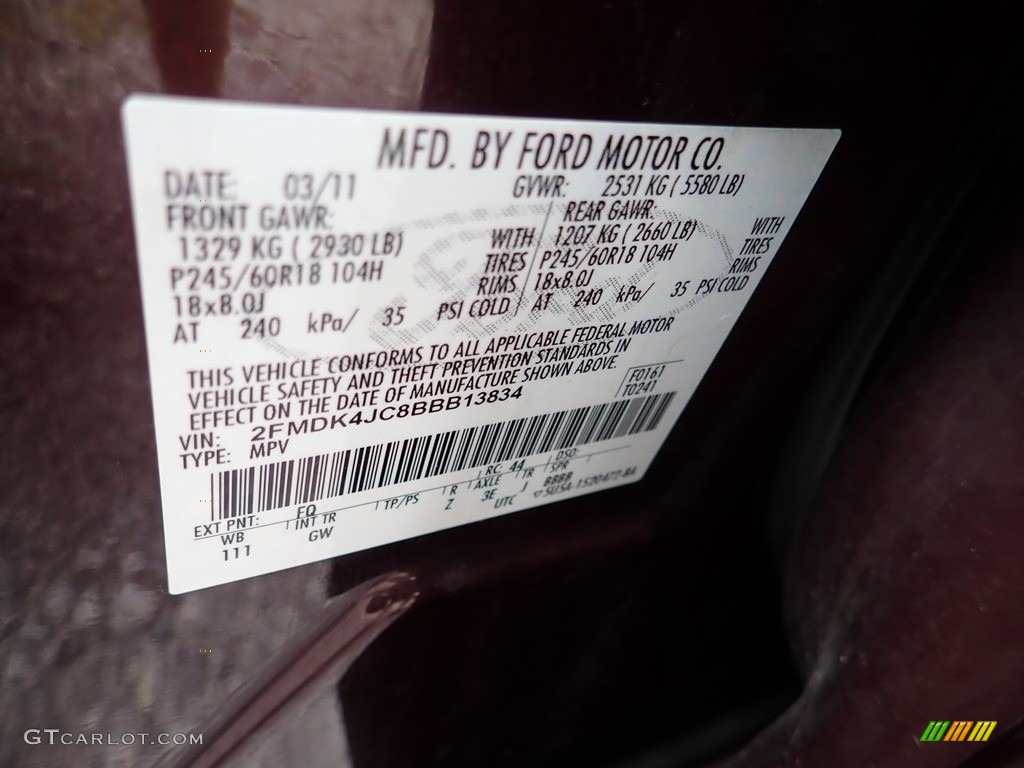 MFD. BY FORD MOTOR CO.
DATE: 03/11 GVWR: 2531 KG ( 5580 LB)
FRONT GAWR: REAR GAWR:
1329 KG ( 2930 LB) WITH 1207 KG ( 2660 LB) WITH
P245/60R18 104H TIRES P245/60R18 104H TIRES
18x8.0J RIMS 18x8.0J RIMS
AT 240 kPa/ 35 PSI COLD AT 240 kPa/ 35 PSI COLD
THIS VEHICLE CONFORMS TO ALL APPLICABLE FEDERAL MOTOR
VEHICLE SAFETY AND THEFT PREVENTION STANDARDS IN
EFFECT ON THE DATE OF MANUFACTURE SHOWN ABOVE.
F0161
T0241
VIN: 2FMDK4JC8BBB13834
TYPE: MPV
RC: 44 DSO:
EXT PNT: FQ INT TR TP/PS R AXLE TR SPR
WB GW Z 3E J BBBB
111
UTC 5U5A-1520472-BA
GTCARLOT.COM